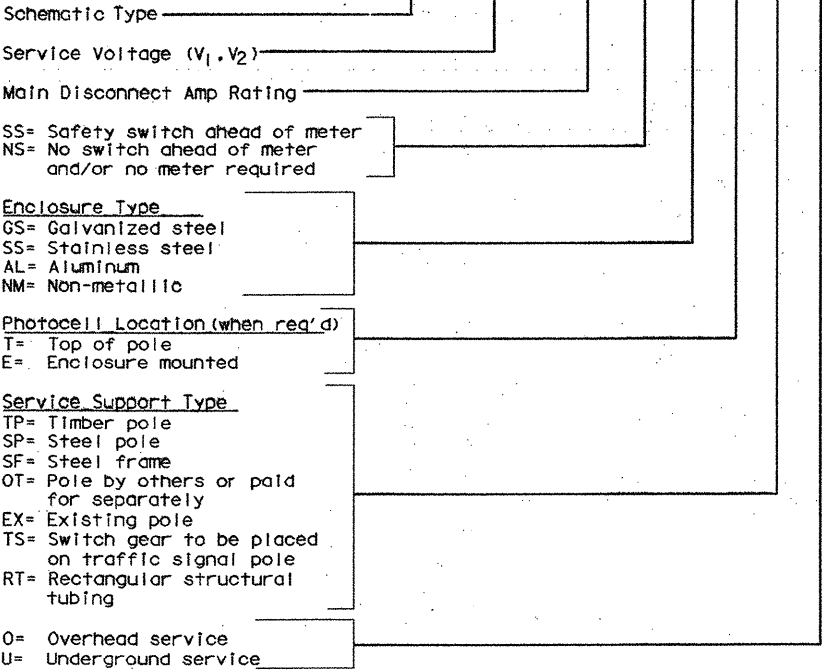 Schematic Type
Service Voltage (V1,V2)
Main Disconnect Amp Rating
SS= Safety switch ahead of meter
NS= No switch ahead of meter
and/or no meter required
Enclosure Type
GS= Galvanized steel
SS= Stainless steel
AL= Aluminum
NM= Non-metallic
Photocell Location (when req'd)
T= Top of pole
E= Enclosure mounted
Service Support Type
TP= Timber pole
SP= Steel pole
SF= Steel frame
OT= Pole by others or paid
for separately
EX= Existing pole
TS= Switch gear to be placed
on traffic signal pole
RT= Rectangular structural
tubing
O= Overhead service
U= Underground service